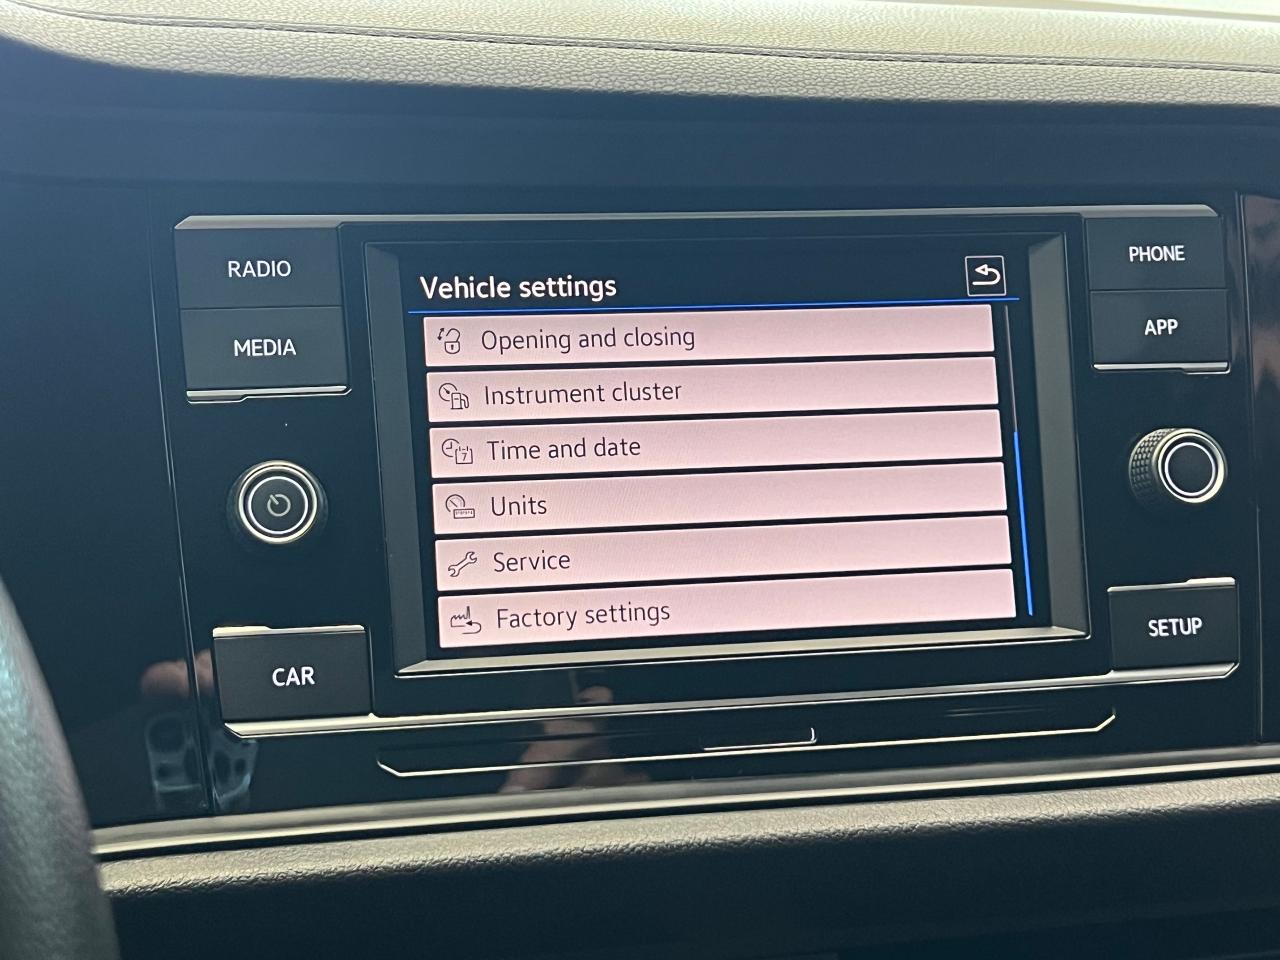 RADIO
MEDIA
CAR
Vehicle settings
Opening and closing
Instrument cluster
7
Time and date
Units
Service
Factory settings
PHONE
APP
SETUP